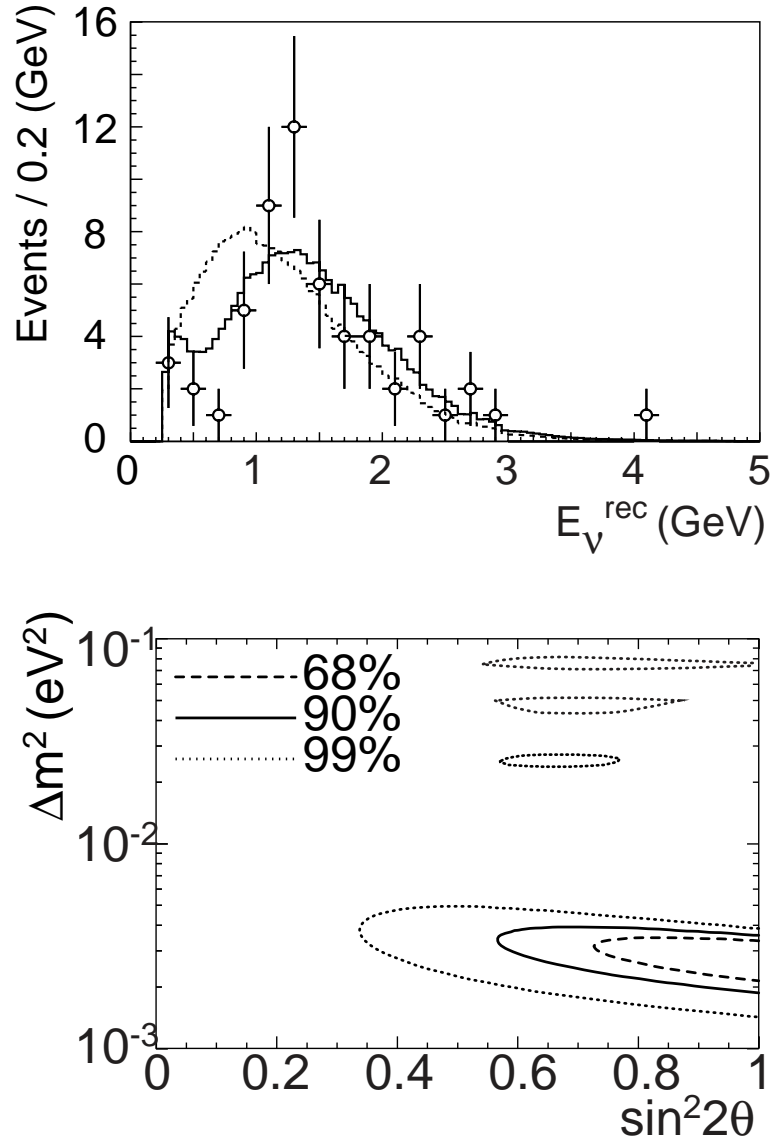 Events / 0.2 (GeV)
16
12
8
4
0
0 1 2 3 4 5
E_ν^rec (GeV)
Δm² (eV²)
10⁻¹
68%
90%
99%
10⁻²
10⁻³
0 0.2 0.4 0.6 0.8 1
sin²2θ